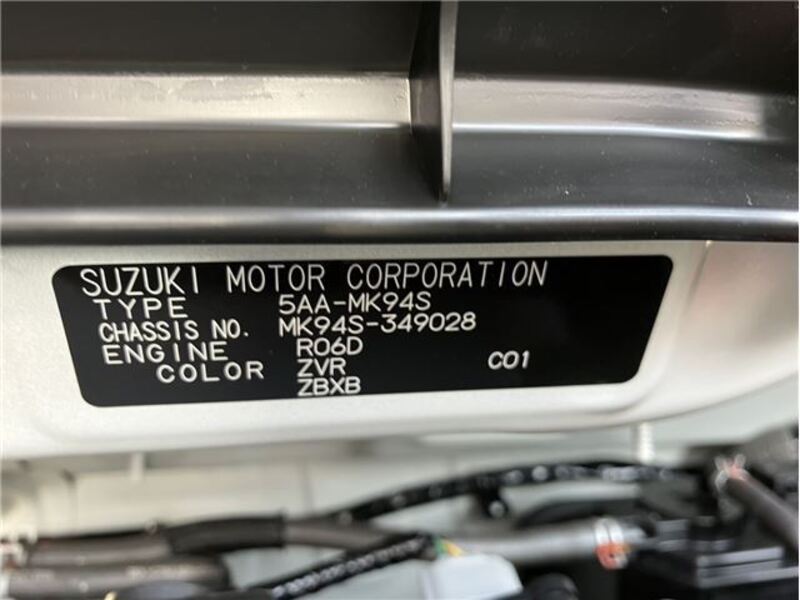 SUZUKI MOTOR CORPORATION
TYPE 5AA-MK94S
CHASSIS NO. MK94S-349028
ENGINE R06D
COLOR ZVR C01
ZBXB